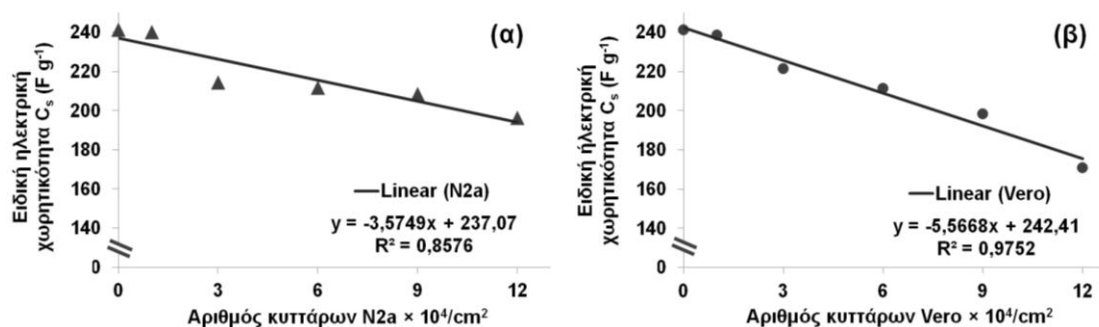 Ειδική ηλεκτρική
χωρητικότητα Cₛ (F g⁻¹)
240
220
200
180
160
140
0
(α)
Linear (N2a)
y = -3,5749x + 237,07
R² = 0,8576
0 3 6 9 12
Αριθμός κυττάρων N2a × 10⁴/cm²
Ειδική ήλεκτρική
χωρητικότητα Cₛ (F g⁻¹)
240
220
200
180
160
140
0
(β)
Linear (Vero)
y = -5,5668x + 242,41
R² = 0,9752
0 3 6 9 12
Αριθμός κυττάρων Vero × 10⁴/cm²